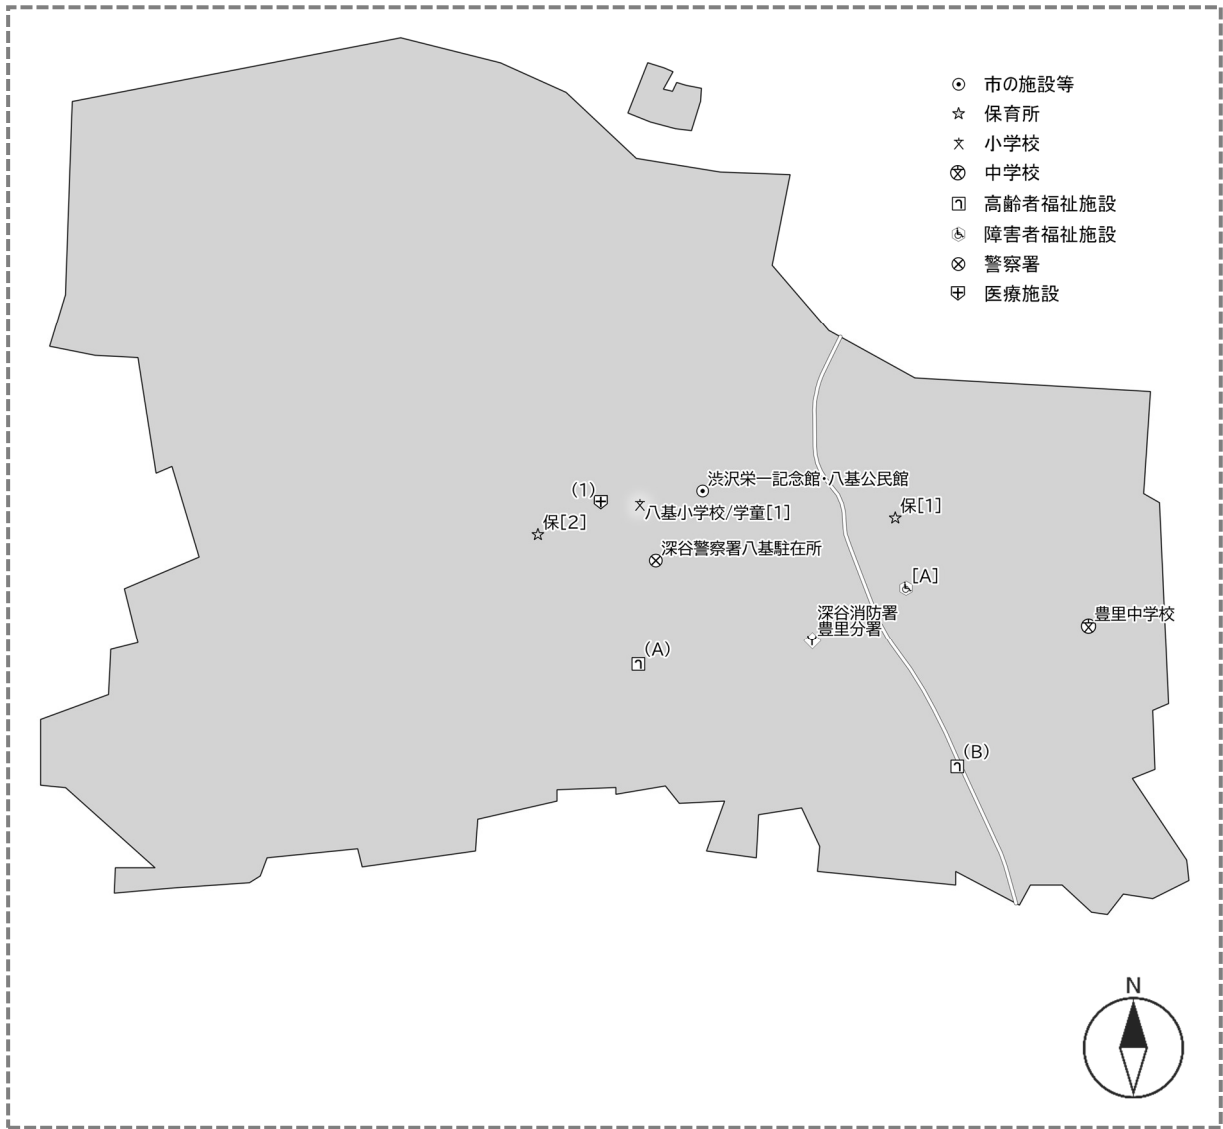 市の施設等
保育所
小学校
中学校
高齢者福祉施設
障害者福祉施設
警察署
医療施設
渋沢栄一記念館・八基公民館
(1)
八基小学校/学童[1]
保[1]
保[2]
深谷警察署八基駐在所
[A]
深谷消防署
豊里分署
豊里中学校
(A)
(B)
N